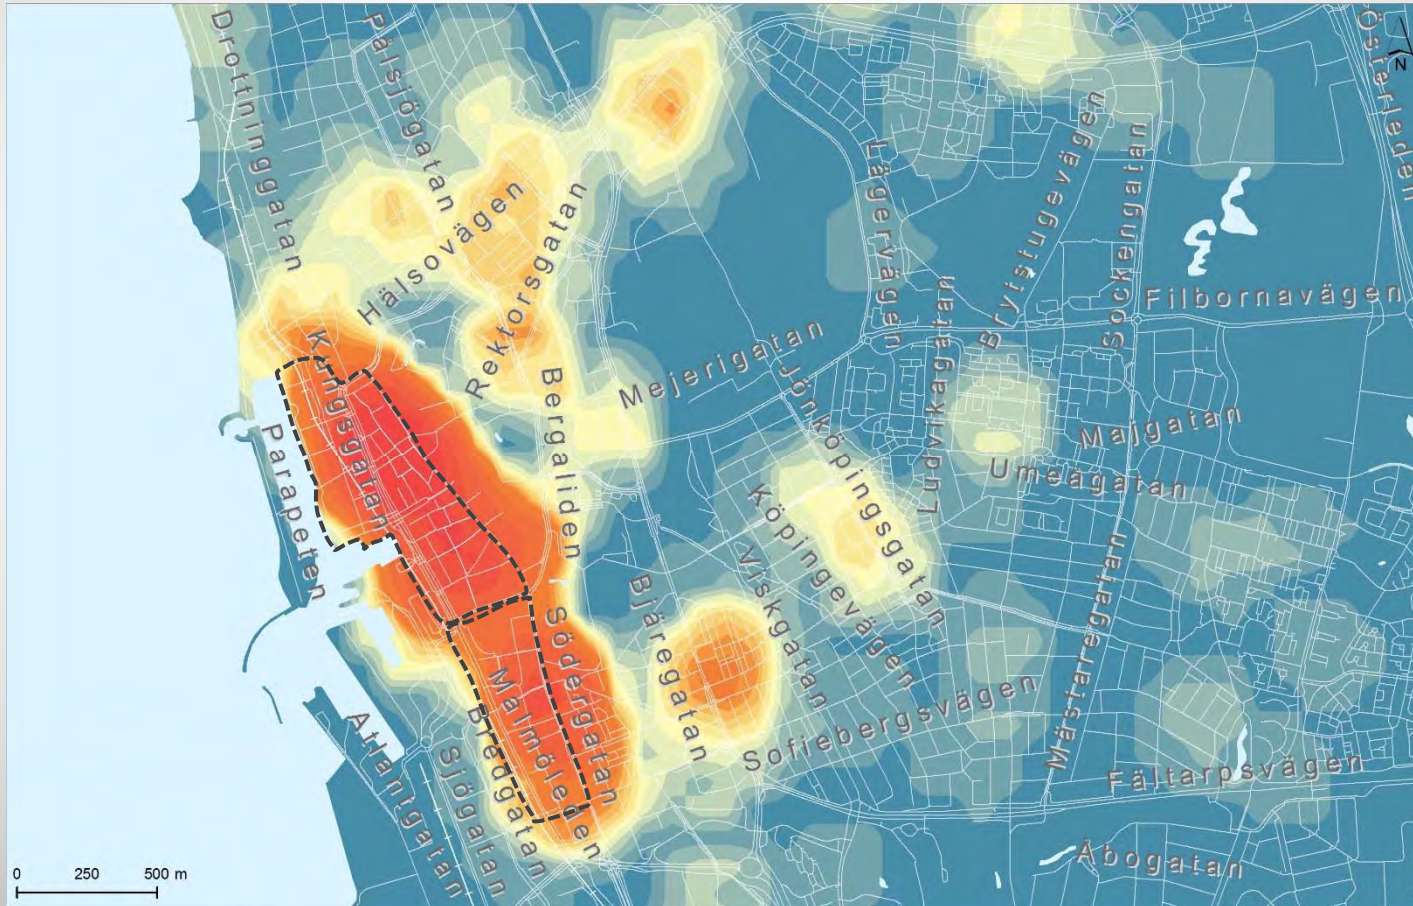 Drottninggatan
Pålsjögatan
Österleden
N
Lägervägen
Brytstugevägen
Sockengatan
Hälsovägen
Rektorsgatan
Filbornavägen
Ludvikagatan
Kungsgatan
Mejerigatan
Bergaliden
Jönköpingsgatan
Majgatan
Umeågatan
Parapeten
Köpingevägen
Viskgatan
Bjäregatan
Södergatan
Mästaregatan
Malmöleden
Bredgatan
Sofiebergsvägen
Atlantgatan
Sjögatan
Fältarpsvägen
Åbogatan
0 250 500 m